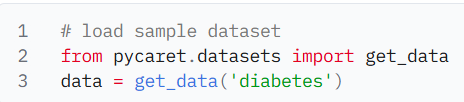 1 # load sample dataset
2 from pycaret.datasets import get_data
3 data = get_data('diabetes')